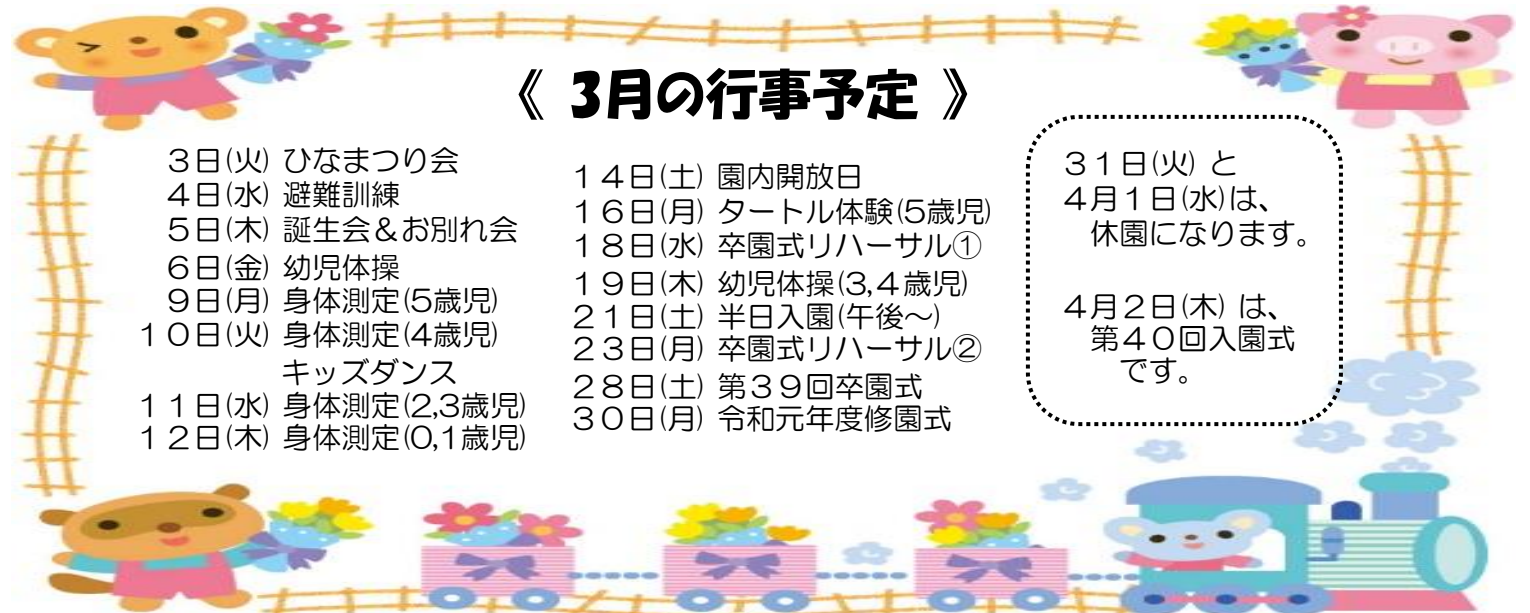 《 3月の行事予定 》
３日(火) ひなまつり会
４日(水) 避難訓練
５日(木) 誕生会＆お別れ会
６日(金) 幼児体操
９日(月) 身体測定(5歳児)
１０日(火) 身体測定(4歳児)
キッズダンス
１１日(水) 身体測定(2,3歳児)
１２日(木) 身体測定(0,1歳児)
１４日(土) 園内開放日
１６日(月) タートル体験(5歳児)
１８日(水) 卒園式リハーサル①
１９日(木) 幼児体操(3,4歳児)
２１日(土) 半日入園(午後～)
２３日(月) 卒園式リハーサル②
２８日(土) 第３９回卒園式
３０日(月) 令和元年度修園式
３１日(火) と
４月１日(水)は、
休園になります。
４月２日(木) は、
第４０回入園式
です。